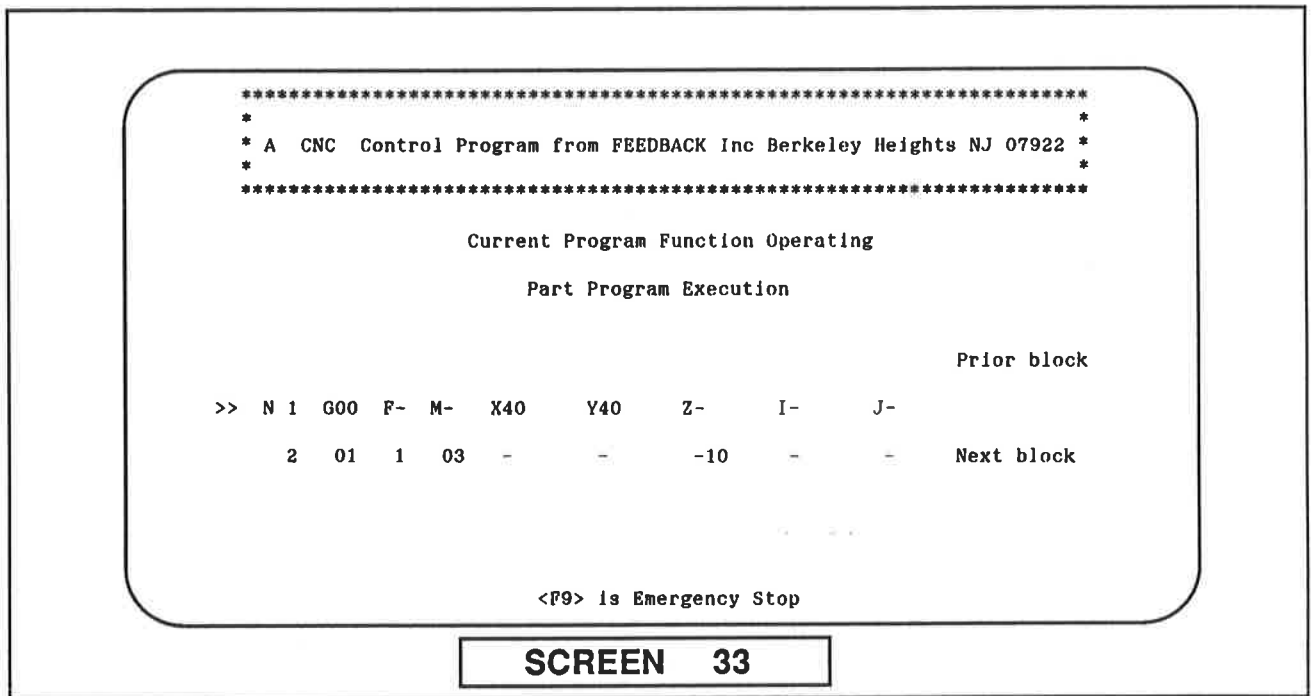 ************************************************************************
* *
* A CNC Control Program from FEEDBACK Inc Berkeley Heights NJ 07922 *
* *
************************************************************************
Current Program Function Operating
Part Program Execution
Prior block
>> N 1 G00 F- M- X40 Y40 Z- I- J-
2 01 1 03 - - -10 - - Next block
<F9> is Emergency Stop
SCREEN 33